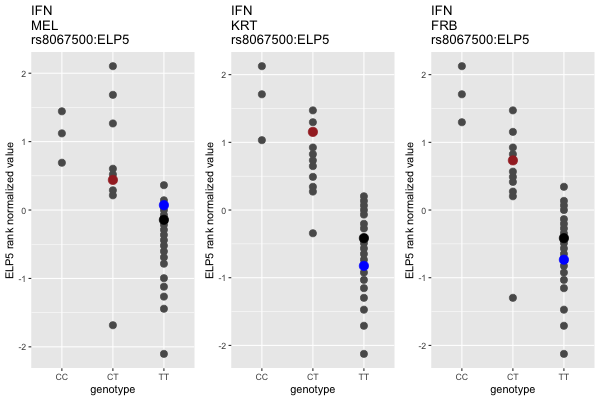 IFN
MEL
rs8067500:ELP5
ELP5 rank normalized value
2
1
0
-1
-2
CC CT TT
genotype
IFN
KRT
rs8067500:ELP5
ELP5 rank normalized value
2
1
0
-1
-2
CC CT TT
genotype
IFN
FRB
rs8067500:ELP5
ELP5 rank normalized value
2
1
0
-1
-2
CC CT TT
genotype